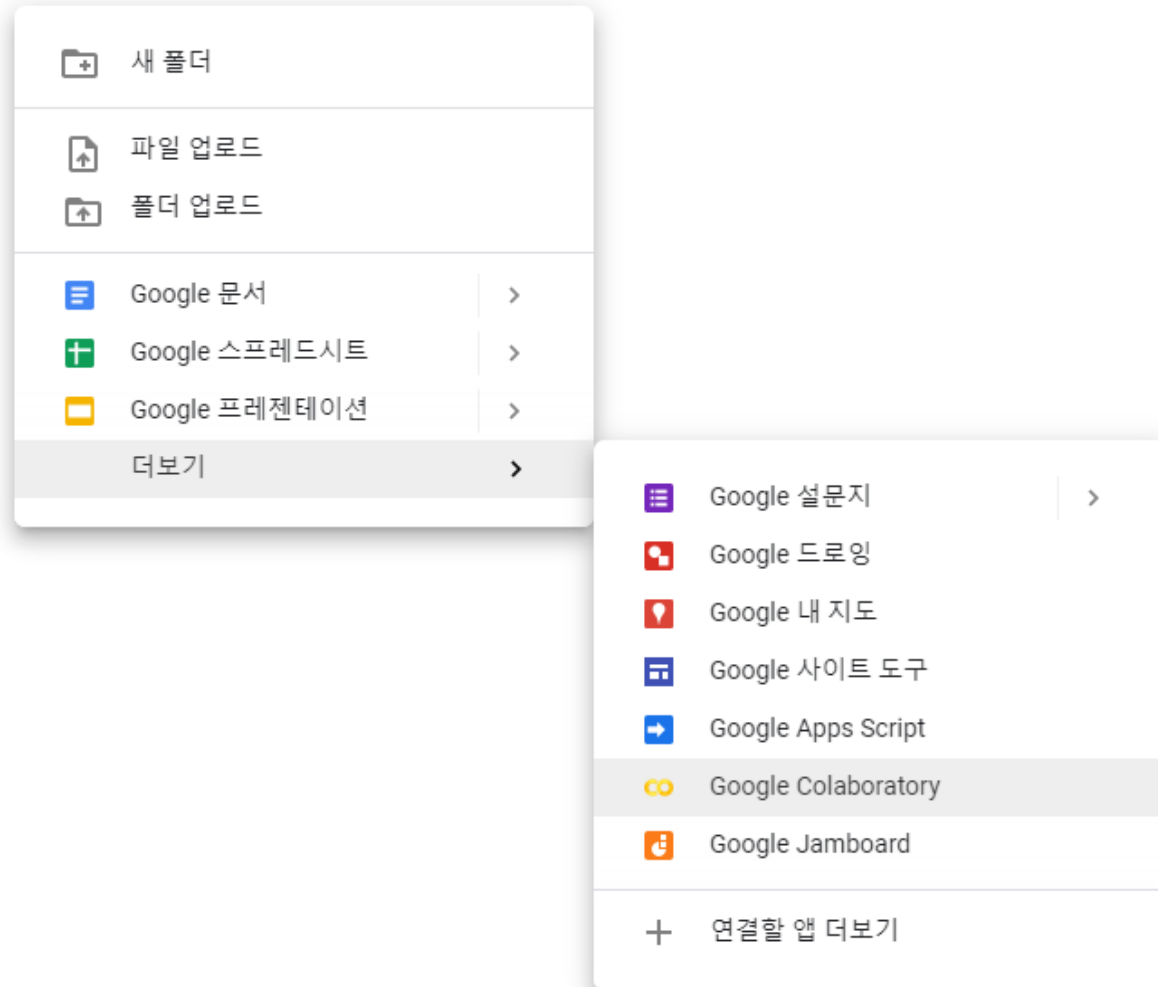 새 폴더
파일 업로드
폴더 업로드
Google 문서
Google 스프레드시트
Google 프레젠테이션
더보기
Google 설문지
Google 드로잉
Google 내 지도
Google 사이트 도구
Google Apps Script
Google Colaboratory
Google Jamboard
연결할 앱 더보기